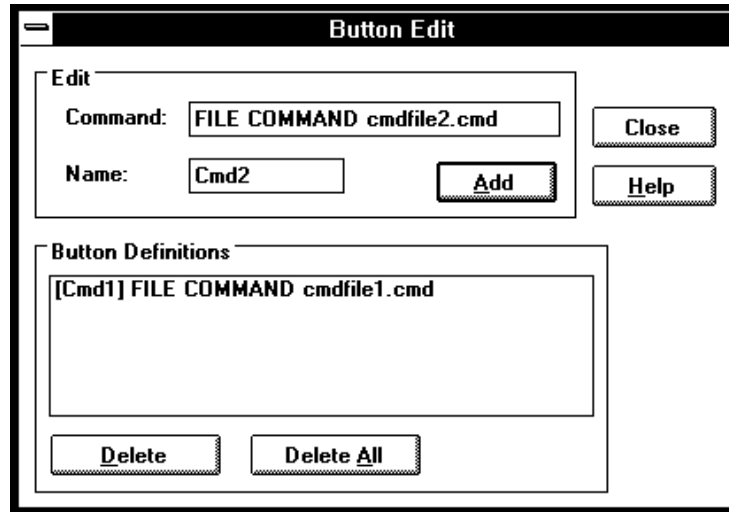 Button Edit
Edit
Command: FILE COMMAND cmdfile2.cmd
Close
Name: Cmd2 Add
Help
Button Definitions
[Cmd1] FILE COMMAND cmdfile1.cmd
Delete Delete All